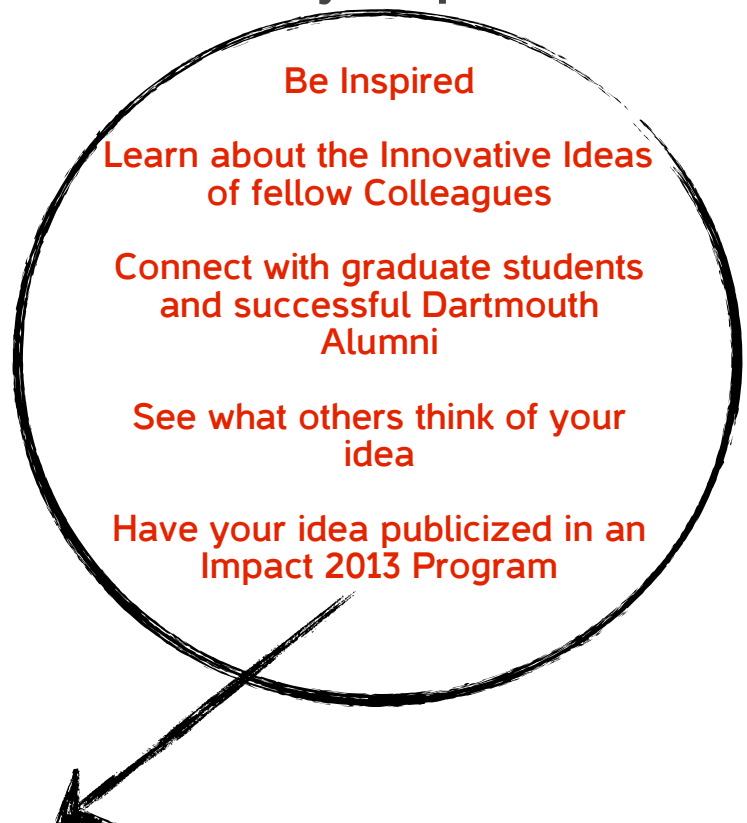 Be Inspired
Learn about the Innovative Ideas
of fellow Colleagues
Connect with graduate students
and successful Dartmouth
Alumni
See what others think of your
idea
Have your idea publicized in an
Impact 2013 Program